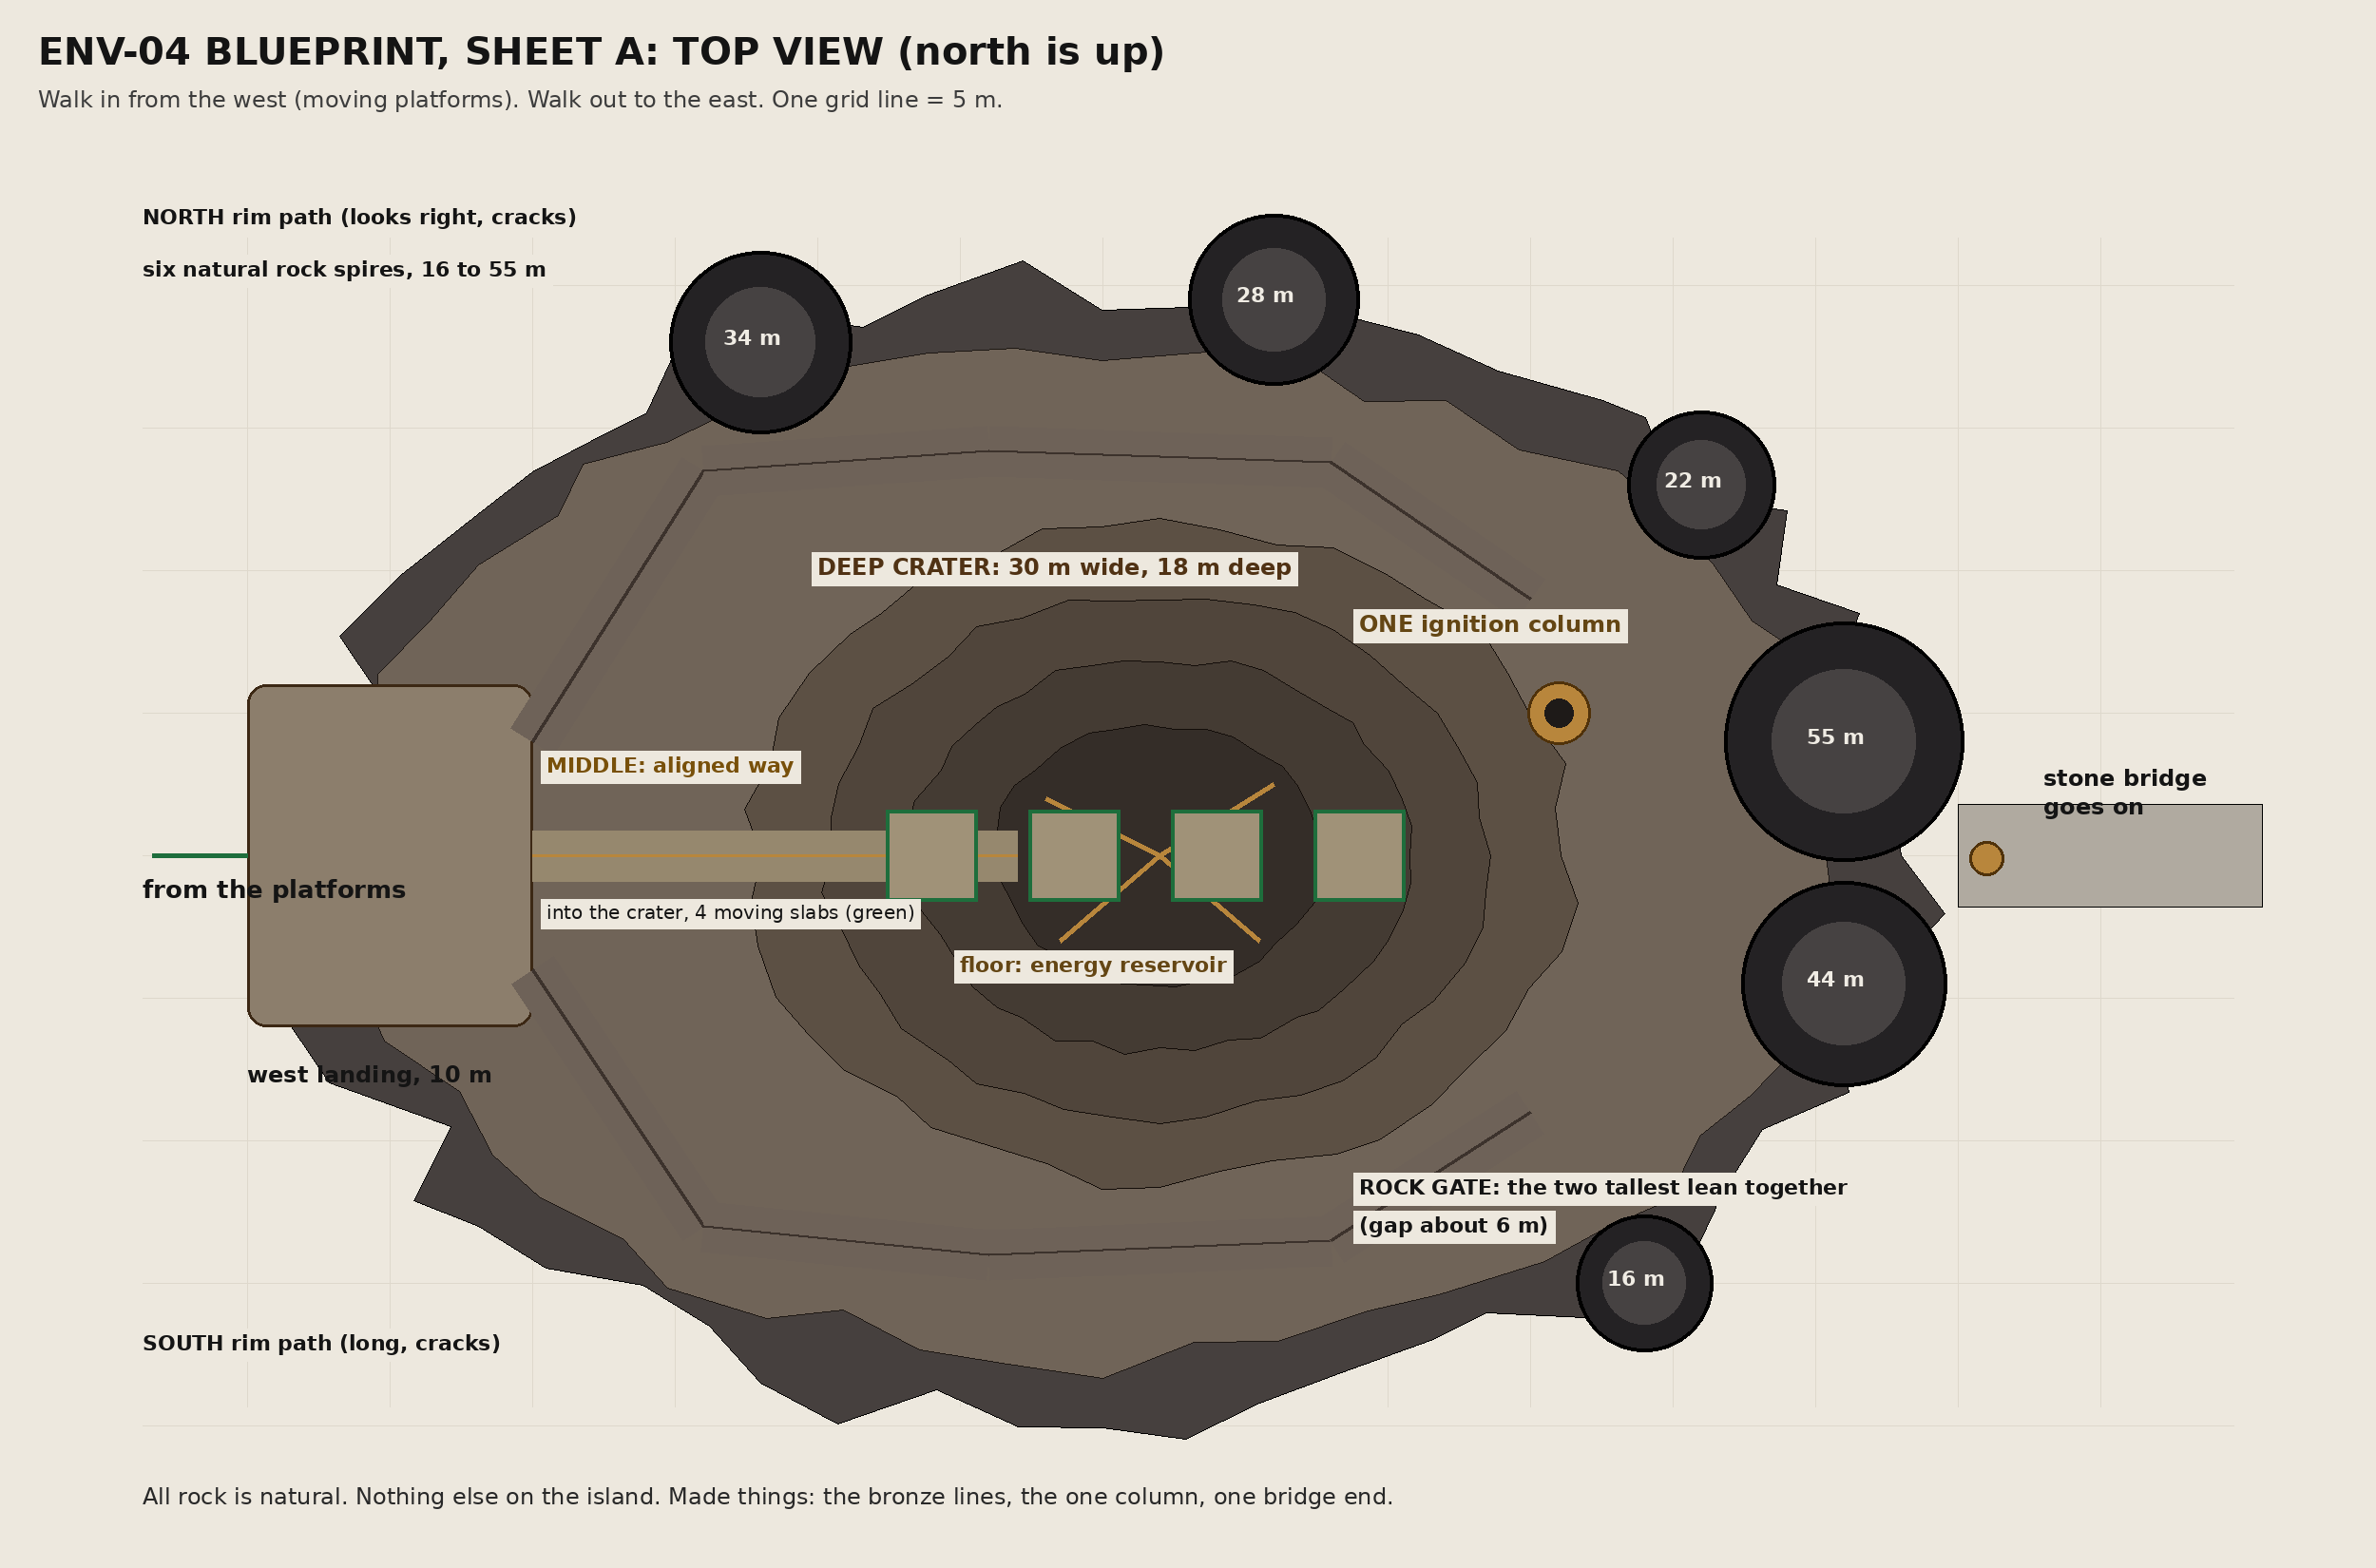 ENV-04 BLUEPRINT, SHEET A: TOP VIEW (north is up)
Walk in from the west (moving platforms). Walk out to the east. One grid line = 5 m.
NORTH rim path (looks right, cracks)
six natural rock spires, 16 to 55 m
28 m
34 m
22 m
DEEP CRATER: 30 m wide, 18 m deep
ONE ignition column
55 m
MIDDLE: aligned way
stone bridge
goes on
from the platforms
into the crater, 4 moving slabs (green)
floor: energy reservoir
44 m
west landing, 10 m
ROCK GATE: the two tallest lean together
(gap about 6 m)
16 m
SOUTH rim path (long, cracks)
All rock is natural. Nothing else on the island. Made things: the bronze lines, the one column, one bridge end.